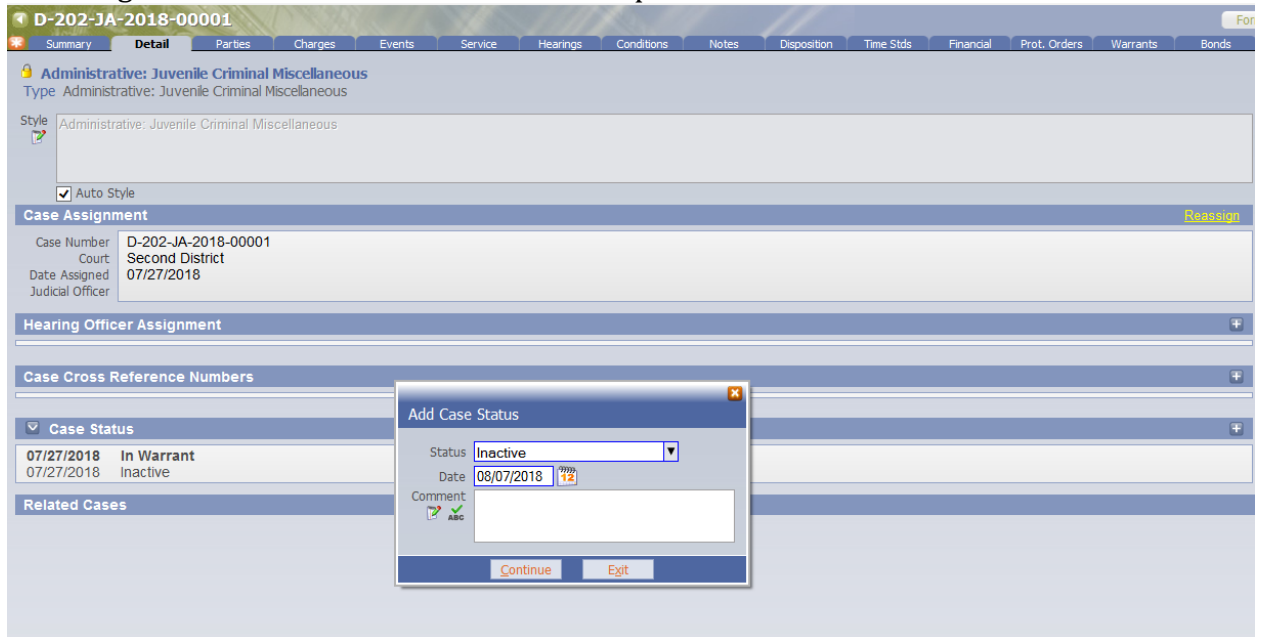 D-202-JA-2018-00001
For
Summary Detail Parties Charges Events Service Hearings Conditions Notes Disposition Time Stds Financial Prot. Orders Warrants Bonds
Administrative: Juvenile Criminal Miscellaneous
Type Administrative: Juvenile Criminal Miscellaneous
Style Administrative: Juvenile Criminal Miscellaneous
Auto Style
Case Assignment Reassign
Case Number D-202-JA-2018-00001
Court Second District
Date Assigned 07/27/2018
Judicial Officer
Hearing Officer Assignment
Case Cross Reference Numbers
Add Case Status
Case Status
Status Inactive
07/27/2018 In Warrant
07/27/2018 Inactive
Date 08/07/2018 12
Comment
ABC
Related Cases
Continue Exit